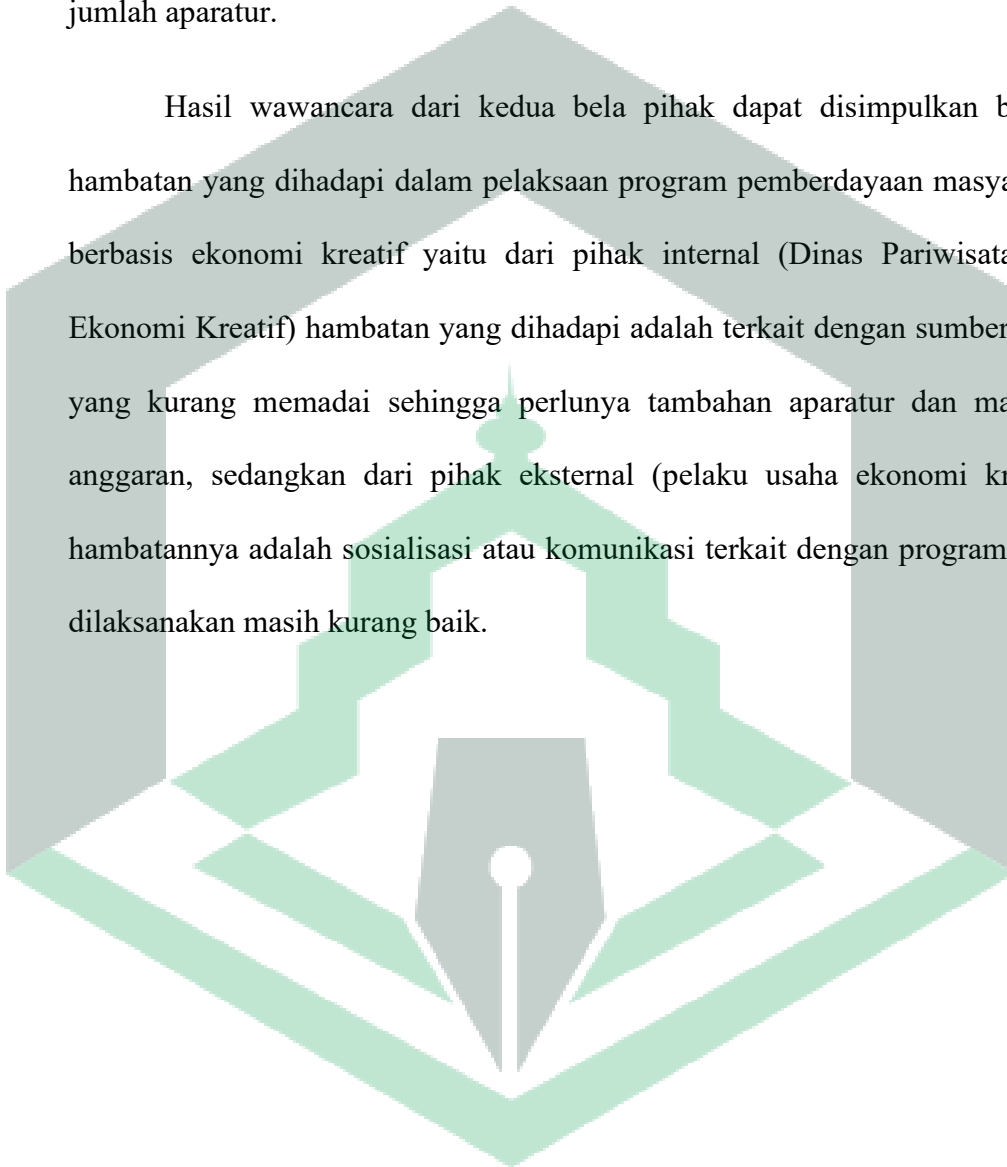 jumlah aparatur.
Hasil wawancara dari kedua bela pihak dapat disimpulkan
hambatan yang dihadapi dalam pelaksaan program pemberdayaan
berbasis ekonomi kreatif yaitu dari pihak internal (Dinas Pariwisata
Ekonomi Kreatif) hambatan yang dihadapi adalah terkait dengan sumber
yang kurang memadai sehingga perlunya tambahan aparatur dan
anggaran, sedangkan dari pihak eksternal (pelaku usaha ekonomi
hambatannya adalah sosialisasi atau komunikasi terkait dengan program
dilaksanakan masih kurang baik.